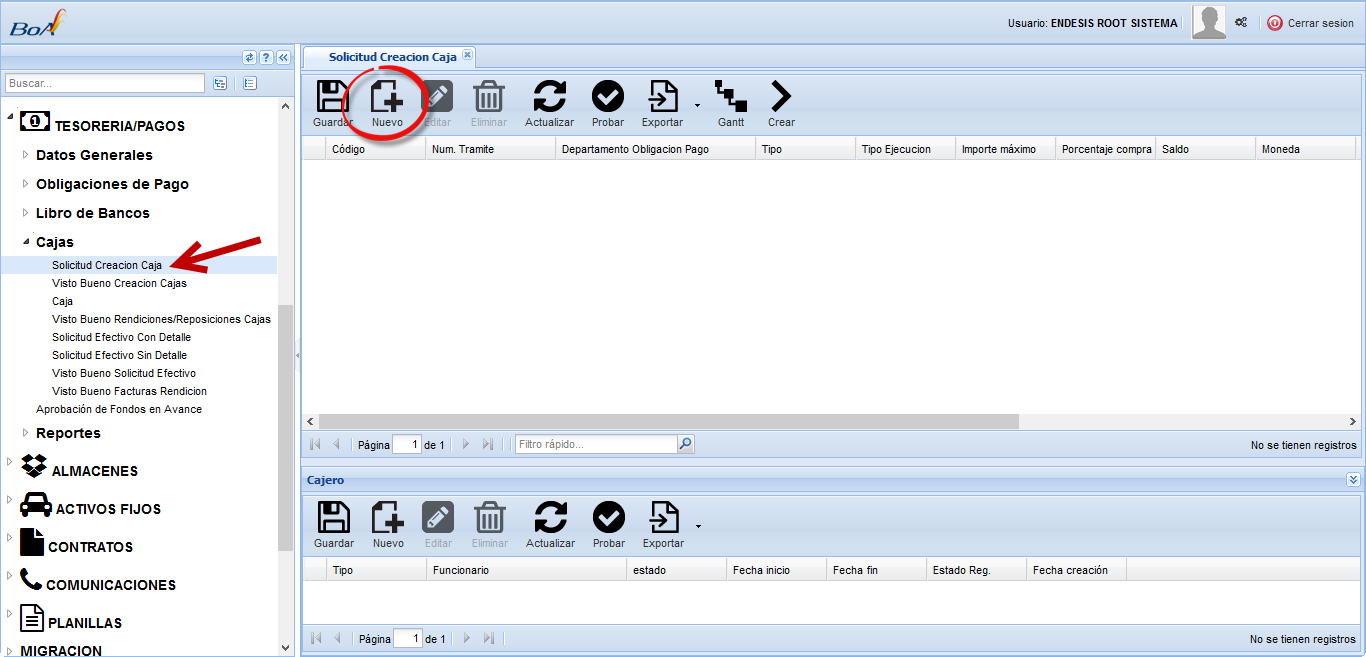 BoA
Usuario: ENDESIS ROOT SISTEMA
Cerrar sesion
Buscar...
TESORERIA/PAGOS
Datos Generales
Obligaciones de Pago
Libro de Bancos
Cajas
Solicitud Creacion Caja
Visto Bueno Creacion Cajas
Caja
Visto Bueno Rendiciones/Reposiciones Cajas
Solicitud Efectivo Con Detalle
Solicitud Efectivo Sin Detalle
Visto Bueno Solicitud Efectivo
Visto Bueno Facturas Rendicion
Aprobación de Fondos en Avance
Reportes
ALMACENES
ACTIVOS FIJOS
CONTRATOS
COMUNICACIONES
PLANILLAS
MIGRACION
Solicitud Creacion Caja
Guardar Nuevo Editar Eliminar Actualizar Probar Exportar Gantt Crear
Código Num. Tramite Departamento Obligacion Pago Tipo Tipo Ejecucion Importe máximo Porcentaje compra Saldo Moneda
Página 1 de 1 Filtro rápido... No se tienen registros
Cajero
Guardar Nuevo Editar Eliminar Actualizar Probar Exportar
Tipo Funcionario estado Fecha inicio Fecha fin Estado Reg. Fecha creación
Página 1 de 1 No se tienen registros